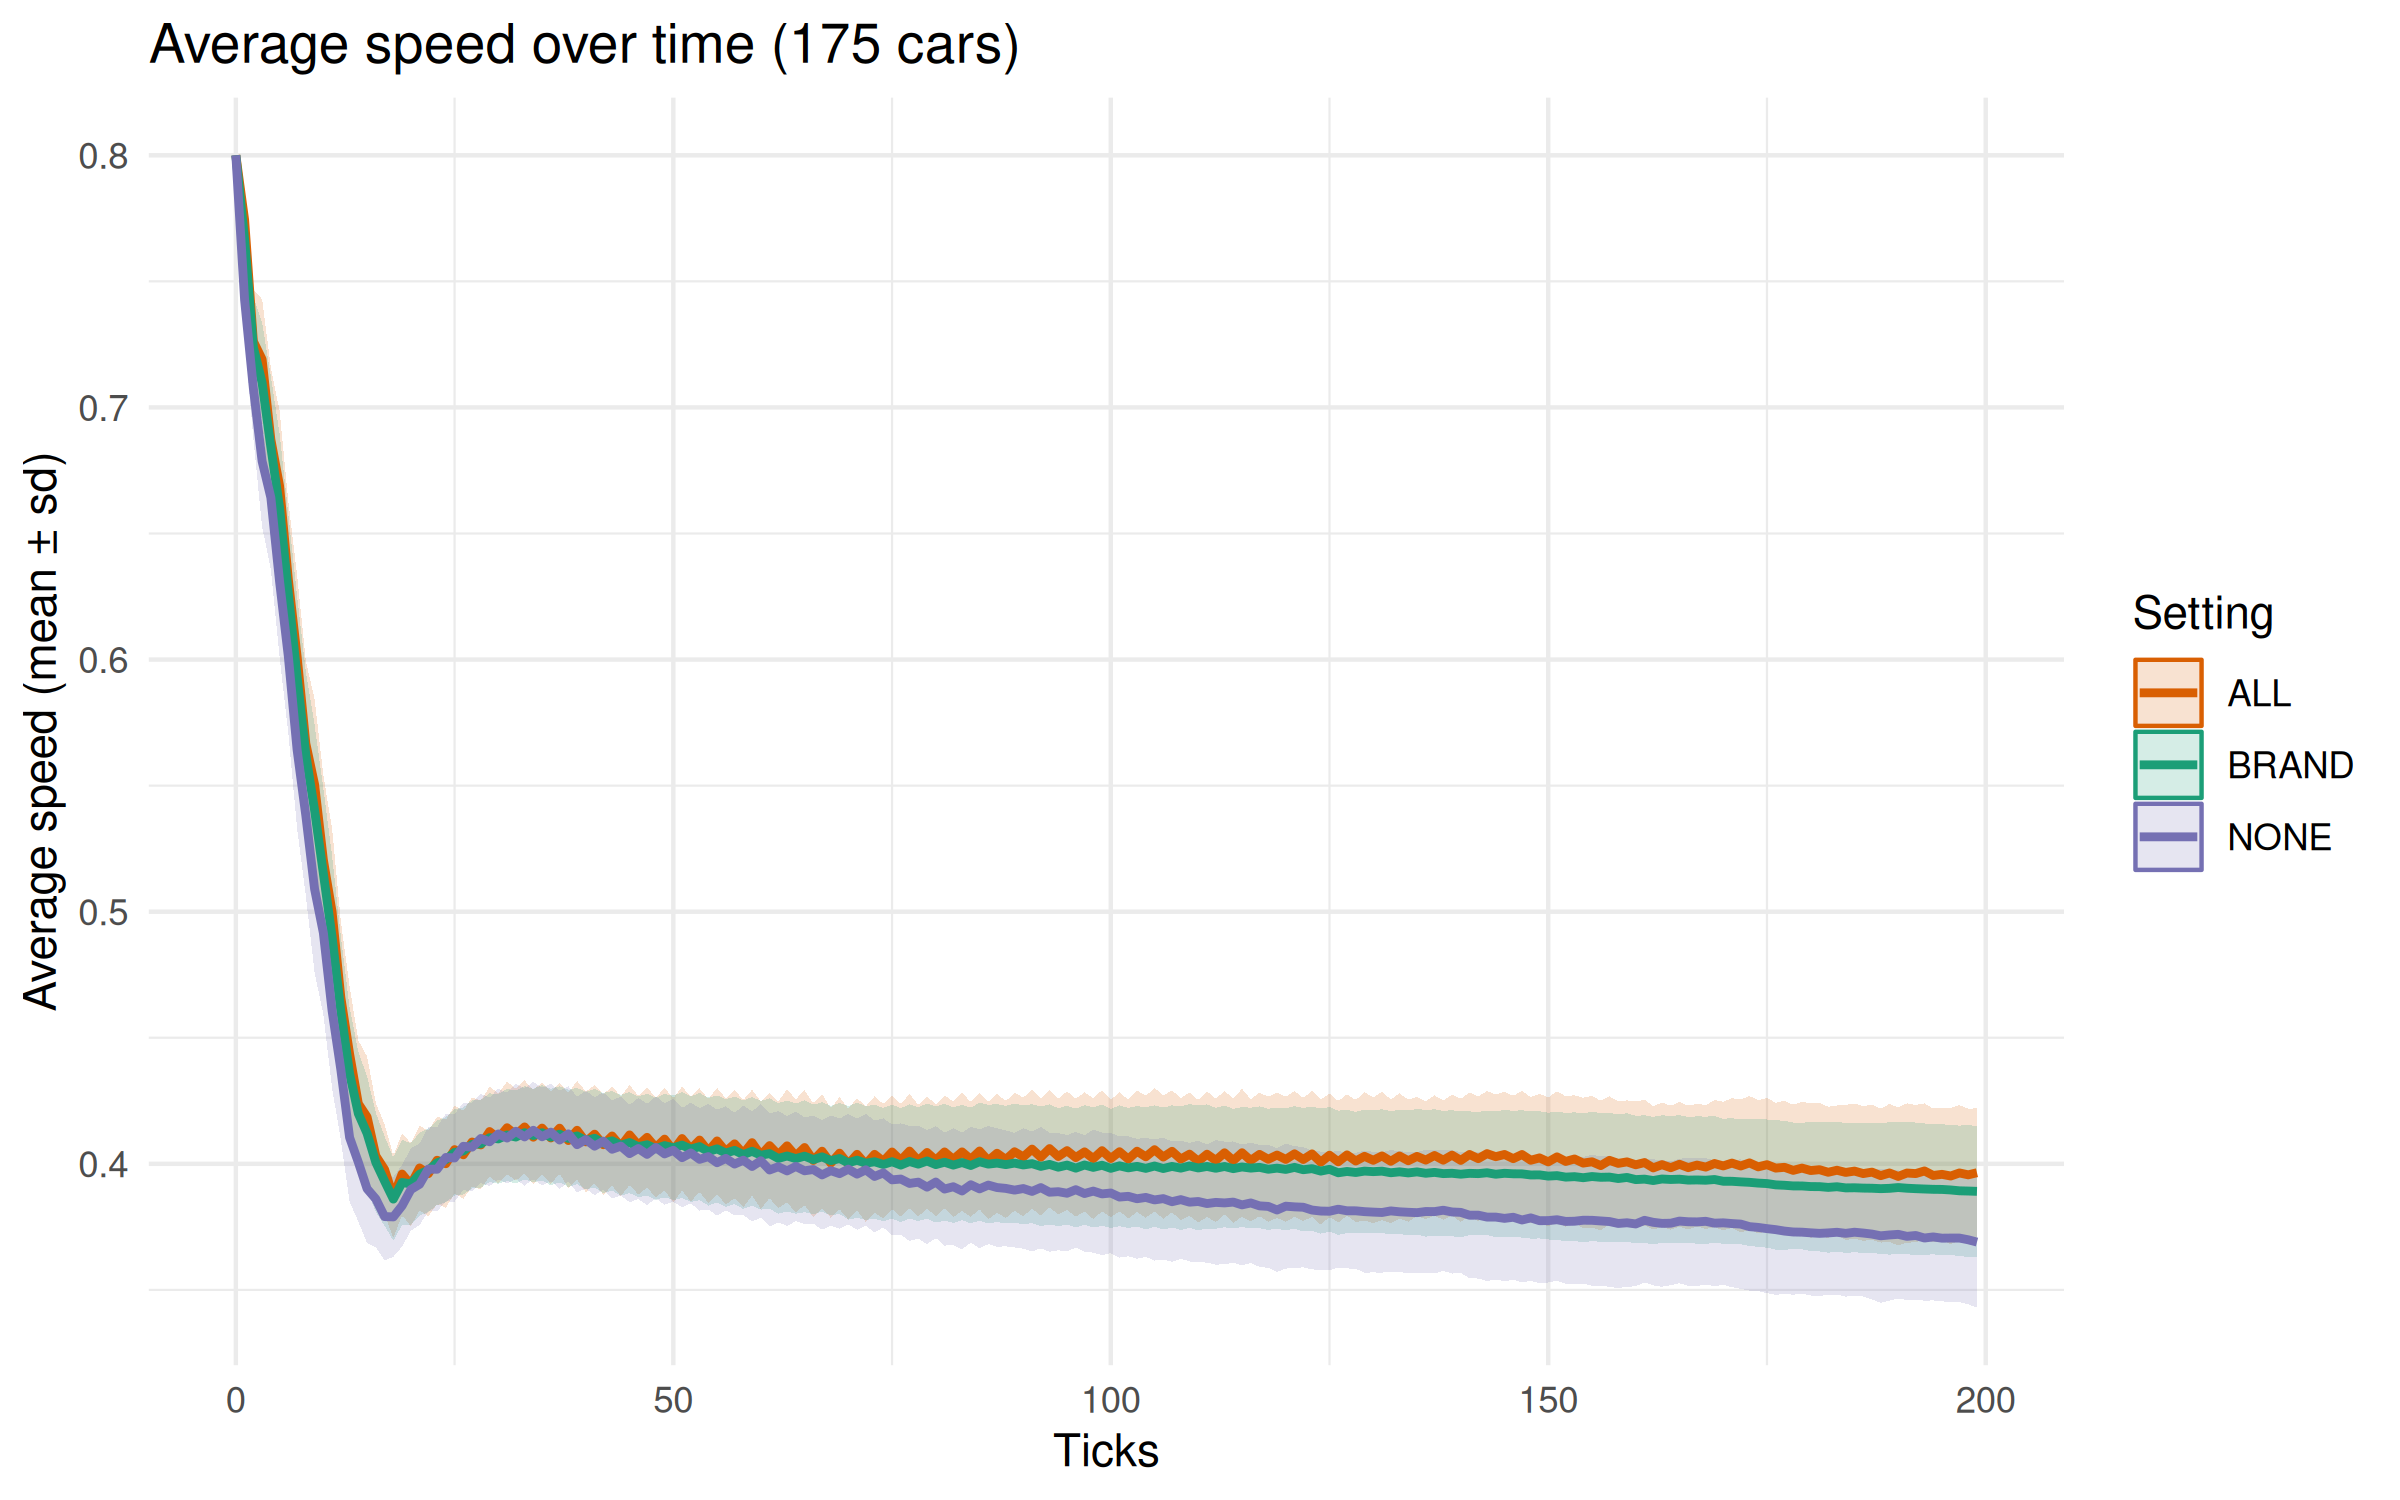 Average speed over time (175 cars)
Average speed (mean ± sd)
0.8
0.7
0.6
0.5
0.4
0
50
100
150
200
Ticks
Setting
ALL
BRAND
NONE